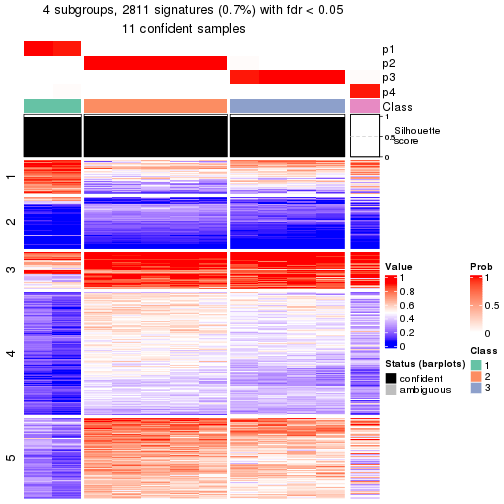 4 subgroups, 2811 signatures (0.7%) with fdr < 0.05
11 confident samples
p1
p2
p3
p4
Class
1
0.5
0
Silhouette
score
1
2
3
4
5
Value
1
0.8
0.6
0.4
0.2
Status (barplots)
confident
ambiguous
Prob
1
0.5
0
Class
1
2
3